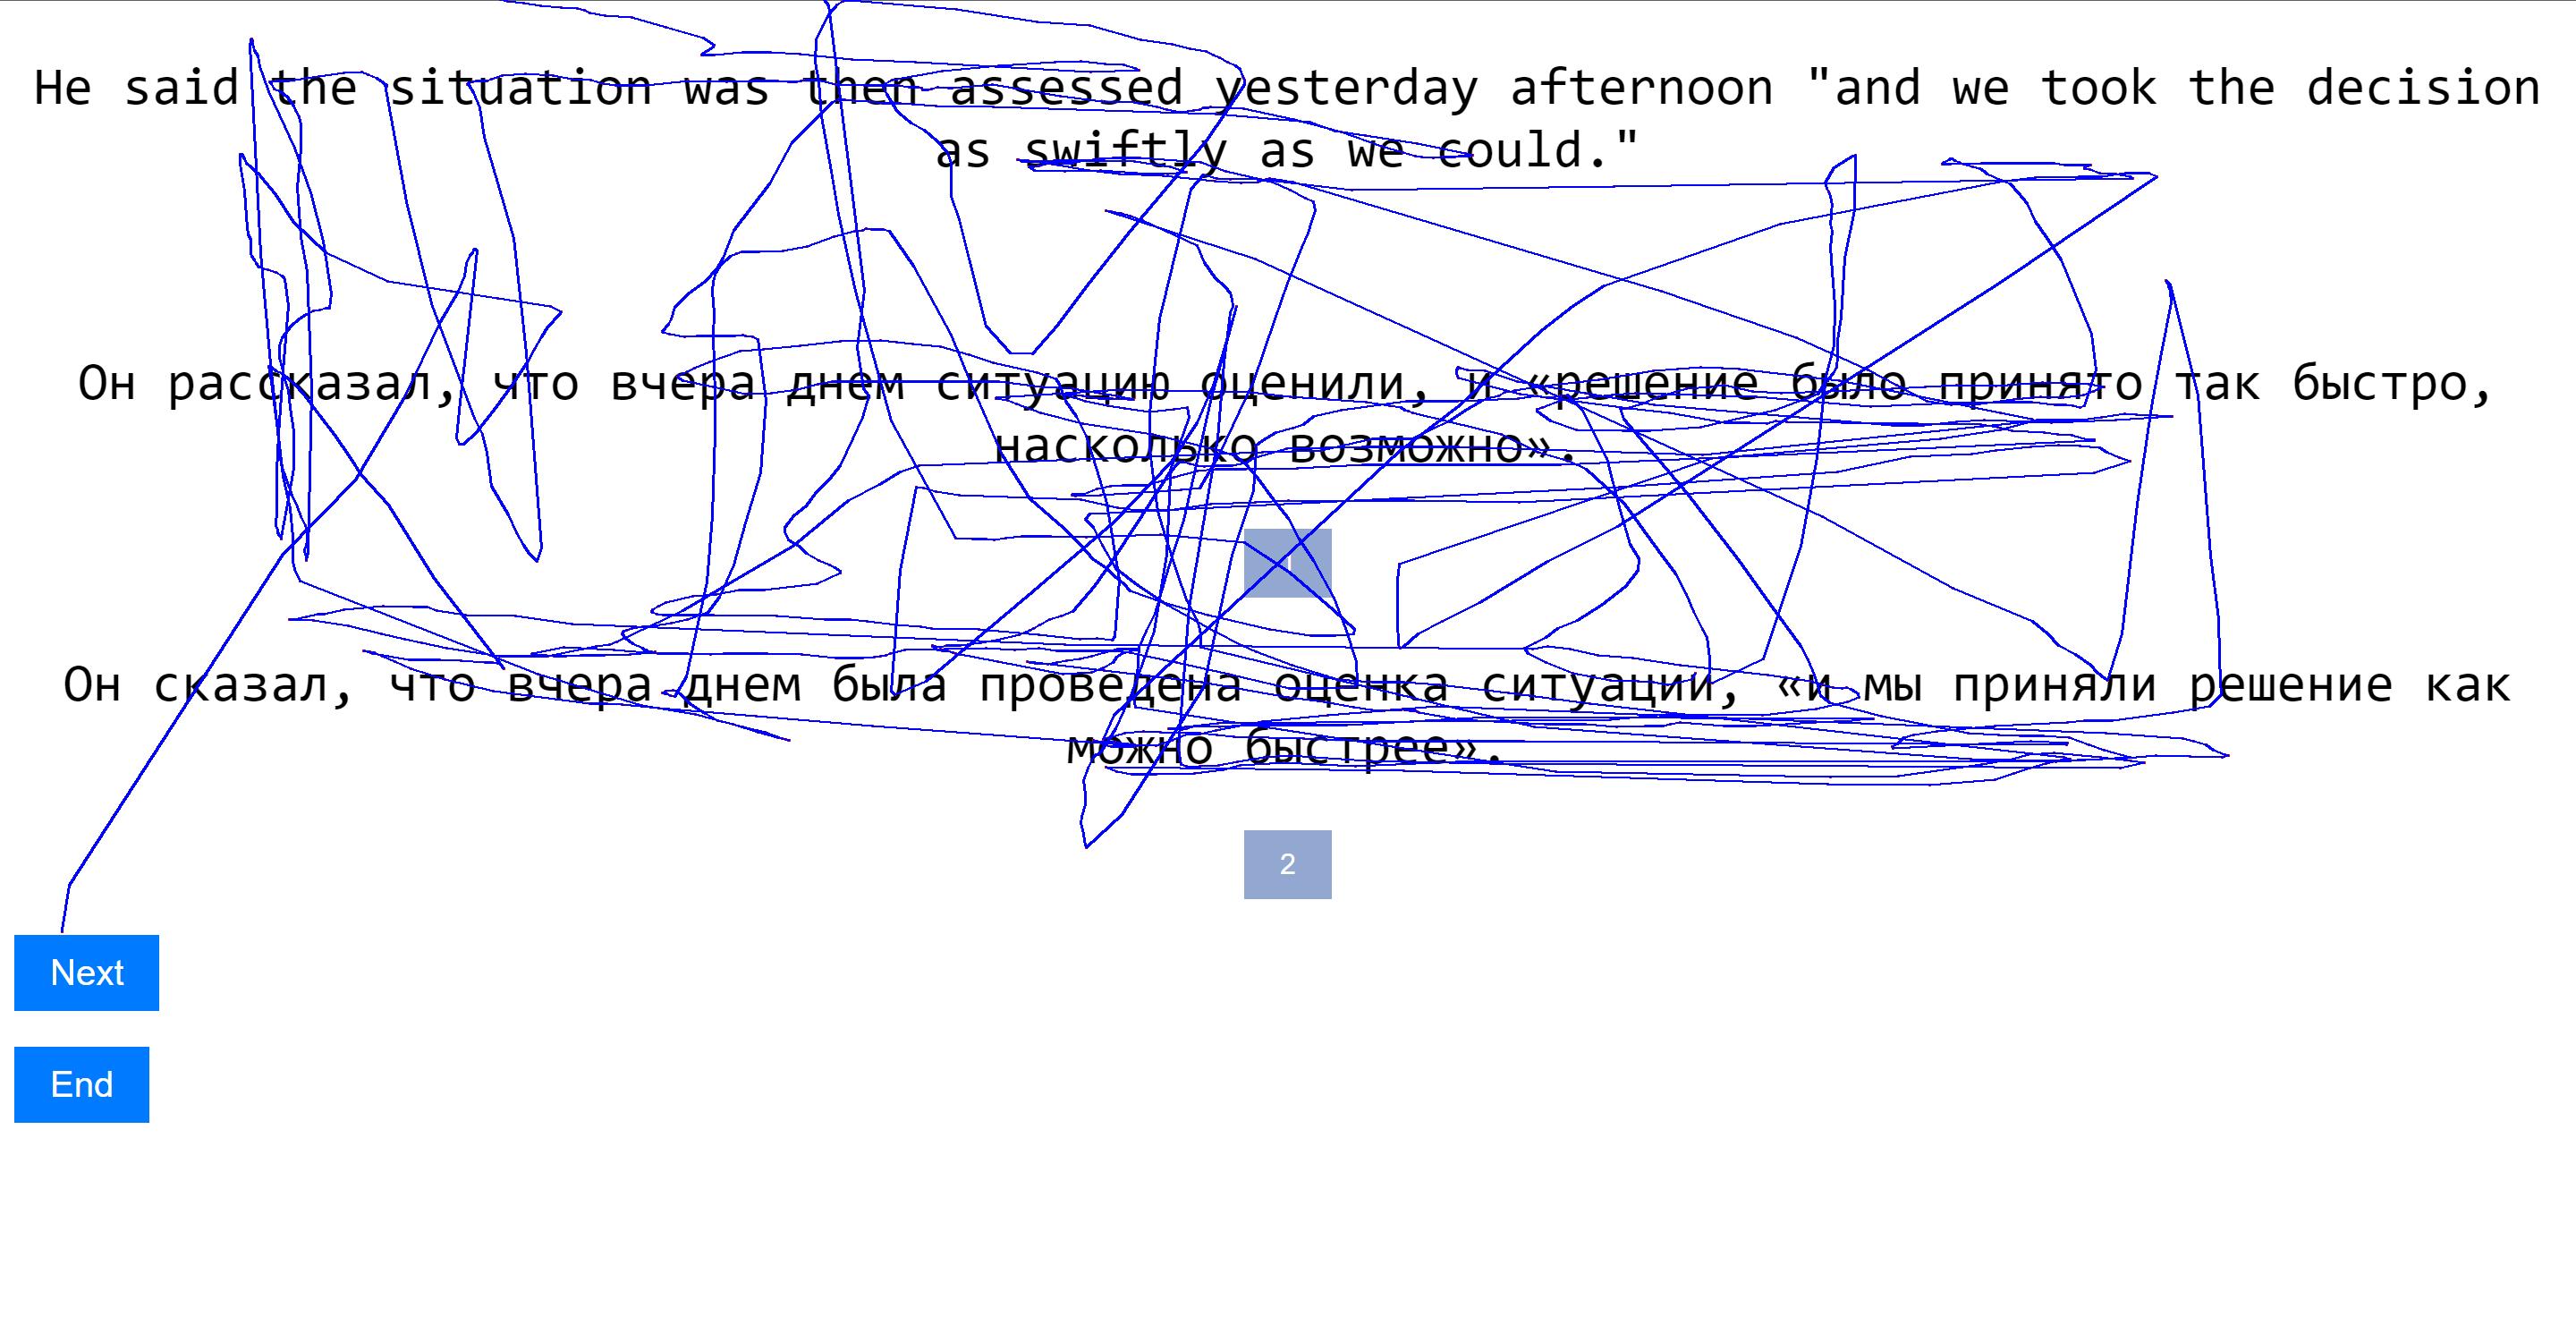 He said the situation was then assessed yesterday afternoon "and we took the decision
as swiftly as we could."
Он рассказал, что вчера днем ситуацию оценили, и «решение было принято так быстро,
насколько возможно».
Он сказал, что вчера днем была проведена оценка ситуации, «и мы приняли решение как
можно быстрее».
2
Next
End